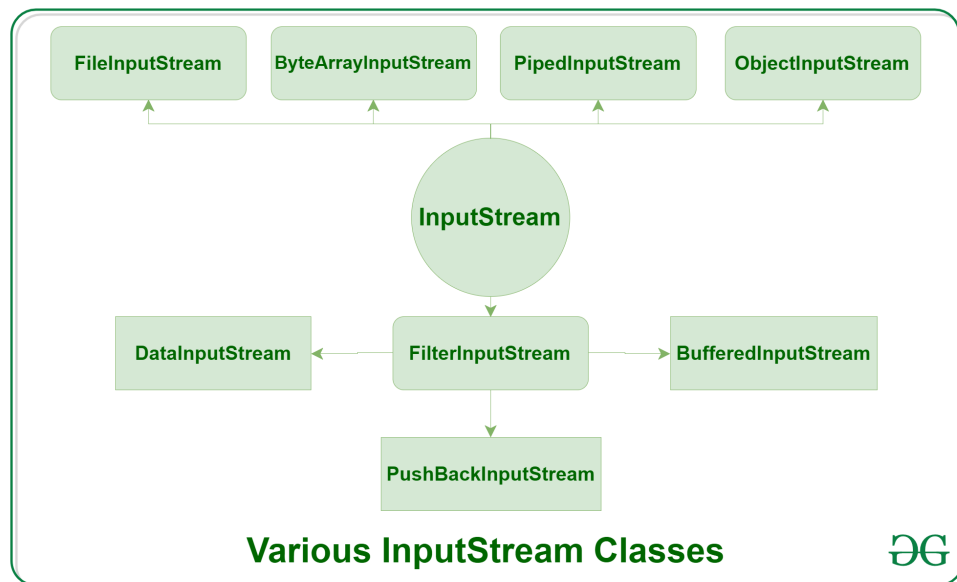 FileInputStream
ByteArrayInputStream
PipedInputStream
ObjectInputStream
InputStream
DataInputStream
FilterInputStream
BufferedInputStream
PushBackInputStream
Various InputStream Classes